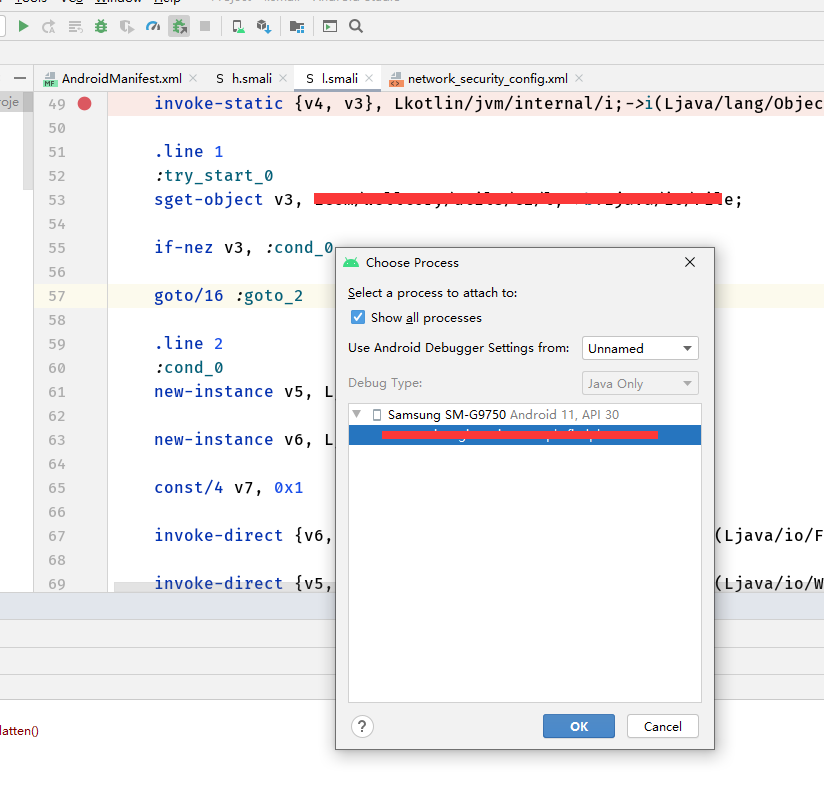 Tools Window Help Project Android Studio
AndroidManifest.xml h.smali l.smali network_security_config.xml
roje
49 invoke-static {v4, v3}, Lkotlin/jvm/internal/i;->i(Ljava/lang/Objec
50
51 .line 1
52 :try_start_0
53 sget-object v3, e;
54
55 if-nez v3, :cond_0
56
57 goto/16 :goto_2
58
59 .line 2
60 :cond_0
61 new-instance v5, L
62
63 new-instance v6, L
64
65 const/4 v7, 0x1
66
67 invoke-direct {v6, (Ljava/io/F
68
69 invoke-direct {v5, (Ljava/io/W
Choose Process
Select a process to attach to:
Show all processes
Use Android Debugger Settings from: Unnamed
Debug Type: Java Only
Samsung SM-G9750 Android 11, API 30
? OK Cancel
latten()